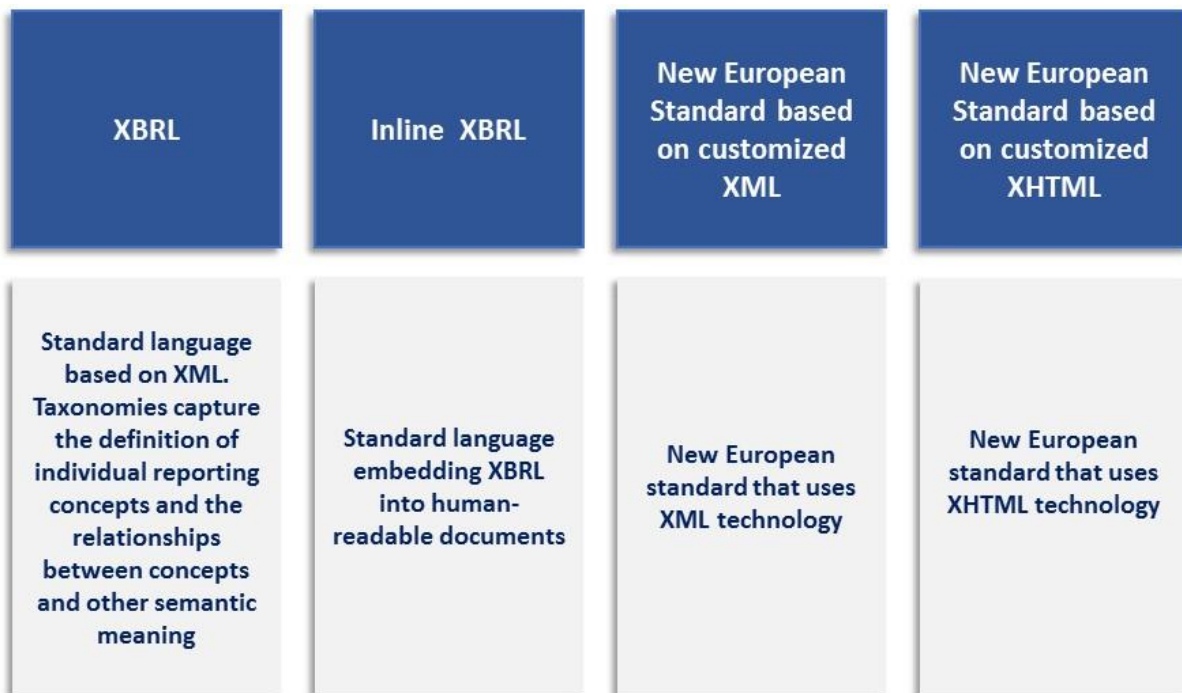 XBRL
Inline XBRL
New European
Standard based
on customized
XML
New European
Standard based
on customized
XHTML
Standard language
based on XML.
Taxonomies capture
the definition of
individual reporting
concepts and the
relationships
between concepts
and other semantic
meaning
Standard language
embedding XBRL
into human-
readable documents
New European
standard that uses
XML technology
New European
standard that uses
XHTML technology